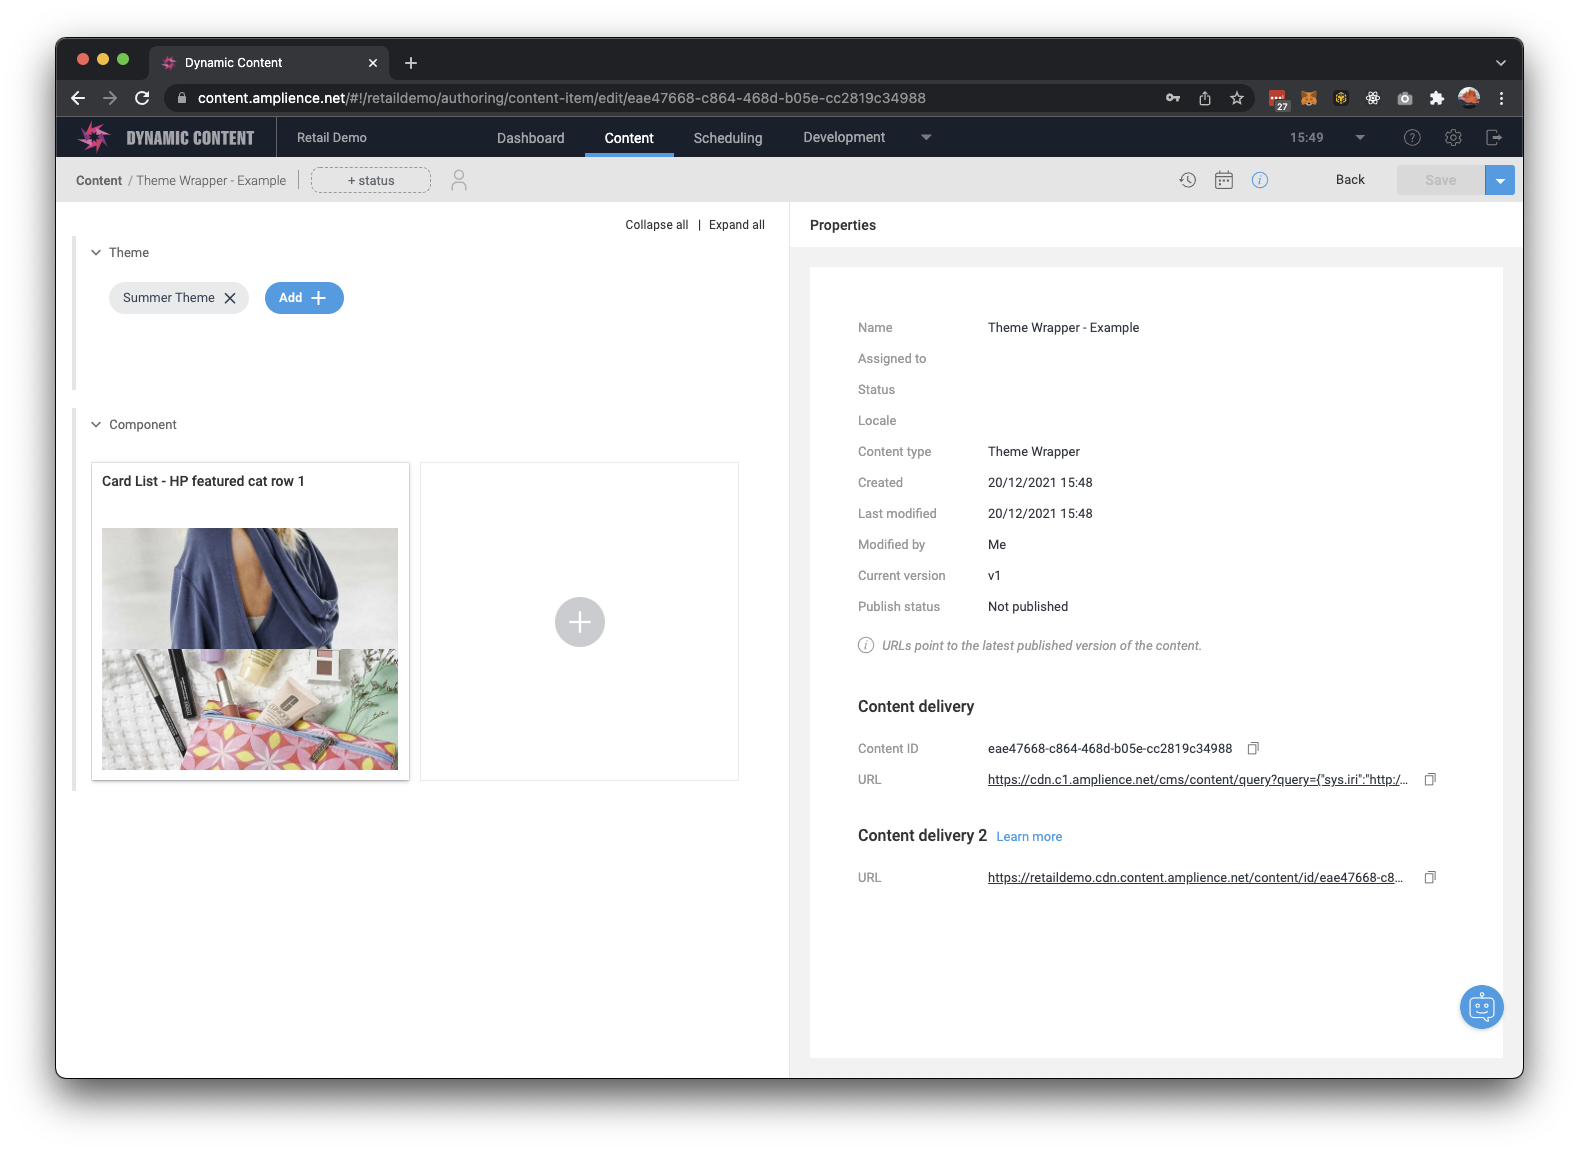 Dynamic Content
content.amplience.net/#!/retaildemo/authoring/content-item/edit/eae47668-c864-468d-b05e-cc2819c34988
27
DYNAMIC CONTENT
Retail Demo
Dashboard
Content
Scheduling
Development
15:49
Content / Theme Wrapper - Example
+ status
Back
Save
Collapse all | Expand all
Theme
Summer Theme
Add
Component
Card List - HP featured cat row 1
CLINIQUE
Properties
Name Theme Wrapper - Example
Assigned to
Status
Locale
Content type Theme Wrapper
Created 20/12/2021 15:48
Last modified 20/12/2021 15:48
Modified by Me
Current version v1
Publish status Not published
URLs point to the latest published version of the content.
Content delivery
Content ID eae47668-c864-468d-b05e-cc2819c34988
URL https://cdn.c1.amplience.net/cms/content/query?query={"sys.iri":"http:/...
Content delivery 2 Learn more
URL https://retaildemo.cdn.content.amplience.net/content/id/eae47668-c8...